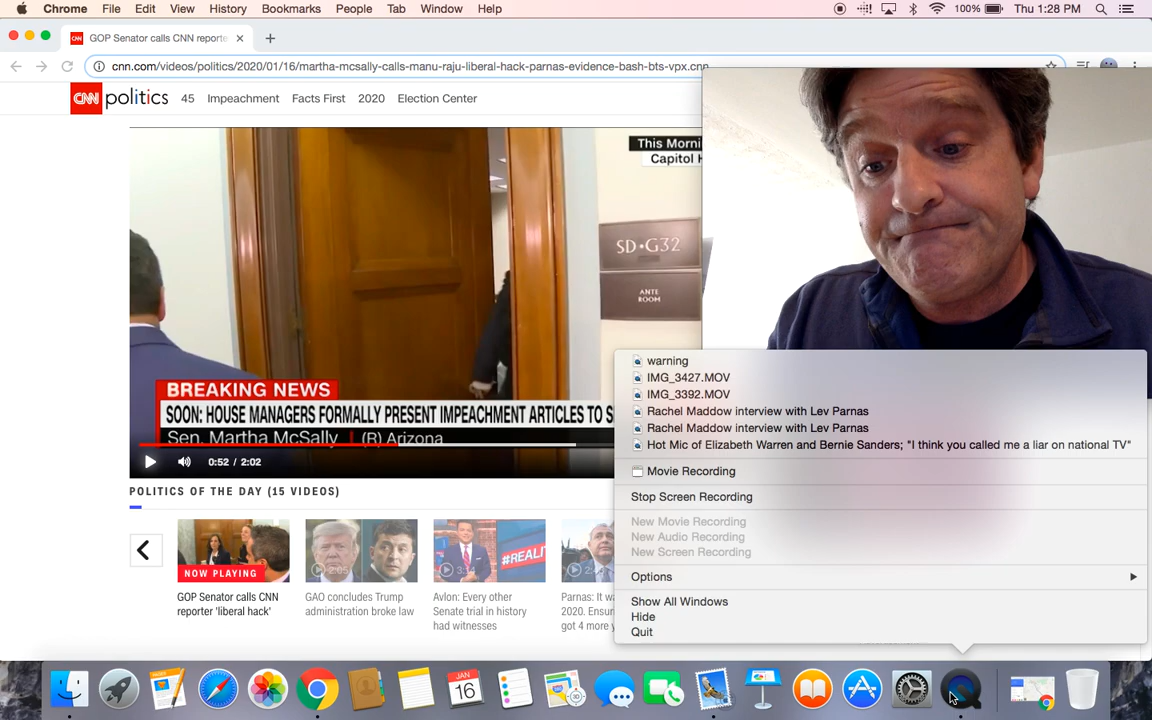 Chrome File Edit View History Bookmarks People Tab Window Help 100% Thu 1:28 PM
GOP Senator calls CNN reporte
cnn.com/videos/politics/2020/01/16/martha-mcsally-calls-manu-raju-liberal-hack-parnas-evidence-bash-bts-vpx.cnn
CNN politics 45 Impeachment Facts First 2020 Election Center
This Morni
Capitol H
SD·G32
ANTE
ROOM
BREAKING NEWS
SOON: HOUSE MANAGERS FORMALLY PRESENT IMPEACHMENT ARTICLES TO S
Sen. Martha McSally (R) Arizona
0:52 / 2:02
warning
IMG_3427.MOV
IMG_3392.MOV
Rachel Maddow interview with Lev Parnas
Rachel Maddow interview with Lev Parnas
Hot Mic of Elizabeth Warren and Bernie Sanders; "I think you called me a liar on national TV"
Movie Recording
Stop Screen Recording
New Movie Recording
New Audio Recording
New Screen Recording
Options
Show All Windows
Hide
Quit
POLITICS OF THE DAY (15 VIDEOS)
NOW PLAYING
#REALI
GOP Senator calls CNN
reporter 'liberal hack'
GAO concludes Trump
administration broke law
Avlon: Every other
Senate trial in history
had witnesses
Parnas: It wa
2020. Ensur
got 4 more y
JAN
16